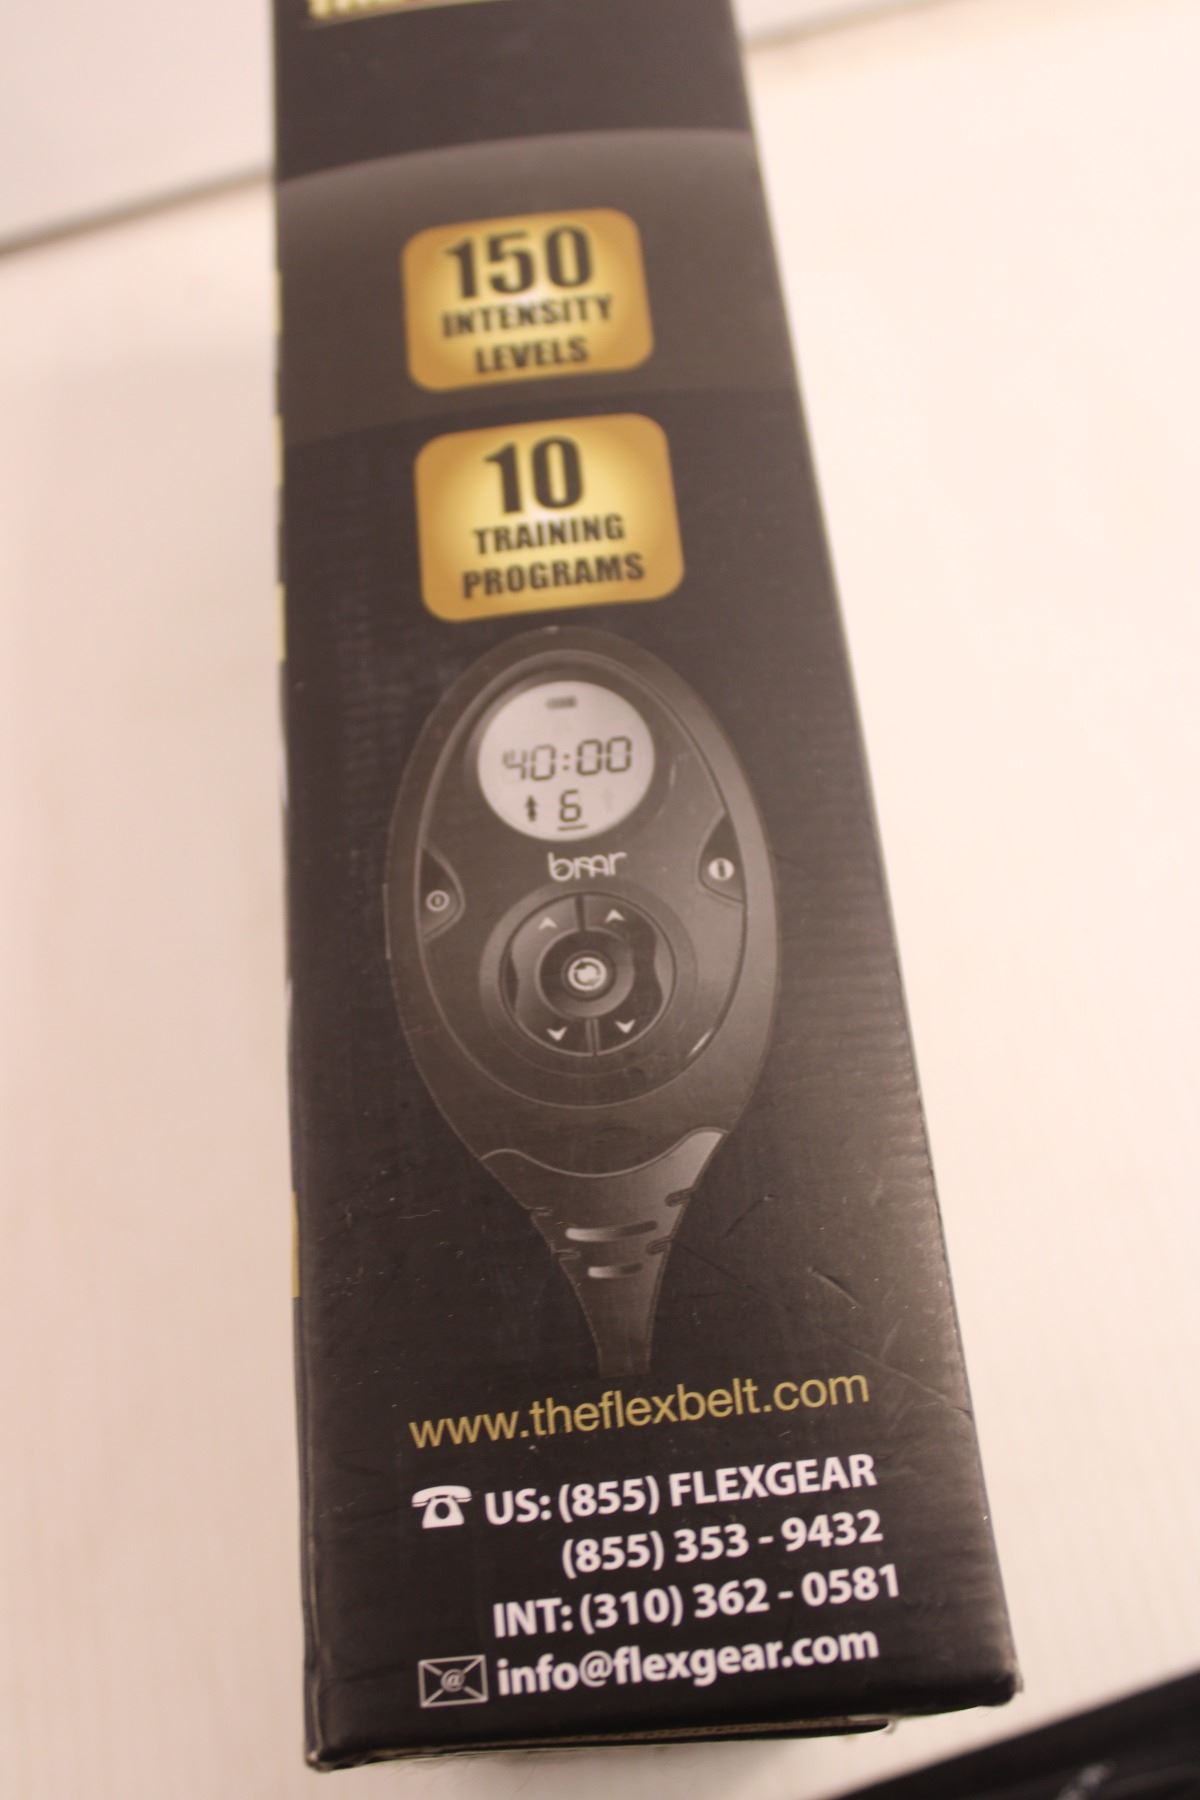 150
INTENSITY
LEVELS
10
TRAINING
PROGRAMS
40:00
6
bmr
www.theflexbelt.com
US: (855) FLEXGEAR
(855) 353 - 9432
INT: (310) 362 - 0581
@ info@flexgear.com